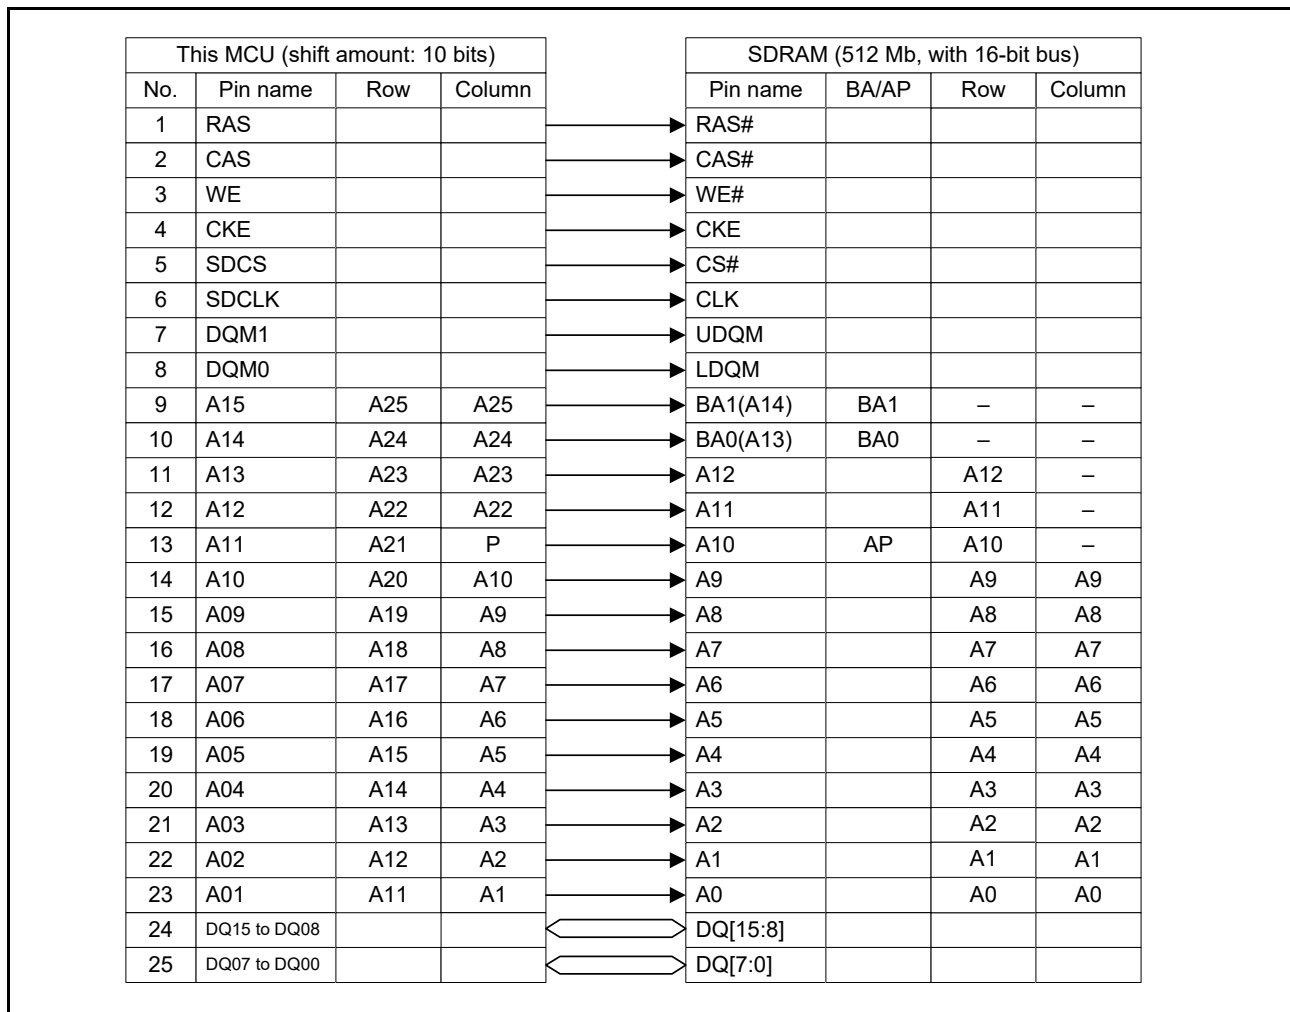 This MCU (shift amount: 10 bits) SDRAM (512 Mb, with 16-bit bus)
No. Pin name Row Column Pin name BA/AP Row Column
1 RAS RAS#
2 CAS CAS#
3 WE WE#
4 CKE CKE
5 SDCS CS#
6 SDCLK CLK
7 DQM1 UDQM
8 DQM0 LDQM
9 A15 A25 A25 BA1(A14) BA1 – –
10 A14 A24 A24 BA0(A13) BA0 – –
11 A13 A23 A23 A12 A12 –
12 A12 A22 A22 A11 A11 –
13 A11 A21 P A10 AP A10 –
14 A10 A20 A10 A9 A9 A9
15 A09 A19 A9 A8 A8 A8
16 A08 A18 A8 A7 A7 A7
17 A07 A17 A7 A6 A6 A6
18 A06 A16 A6 A5 A5 A5
19 A05 A15 A5 A4 A4 A4
20 A04 A14 A4 A3 A3 A3
21 A03 A13 A3 A2 A2 A2
22 A02 A12 A2 A1 A1 A1
23 A01 A11 A1 A0 A0 A0
24 DQ15 to DQ08 DQ[15:8]
25 DQ07 to DQ00 DQ[7:0]